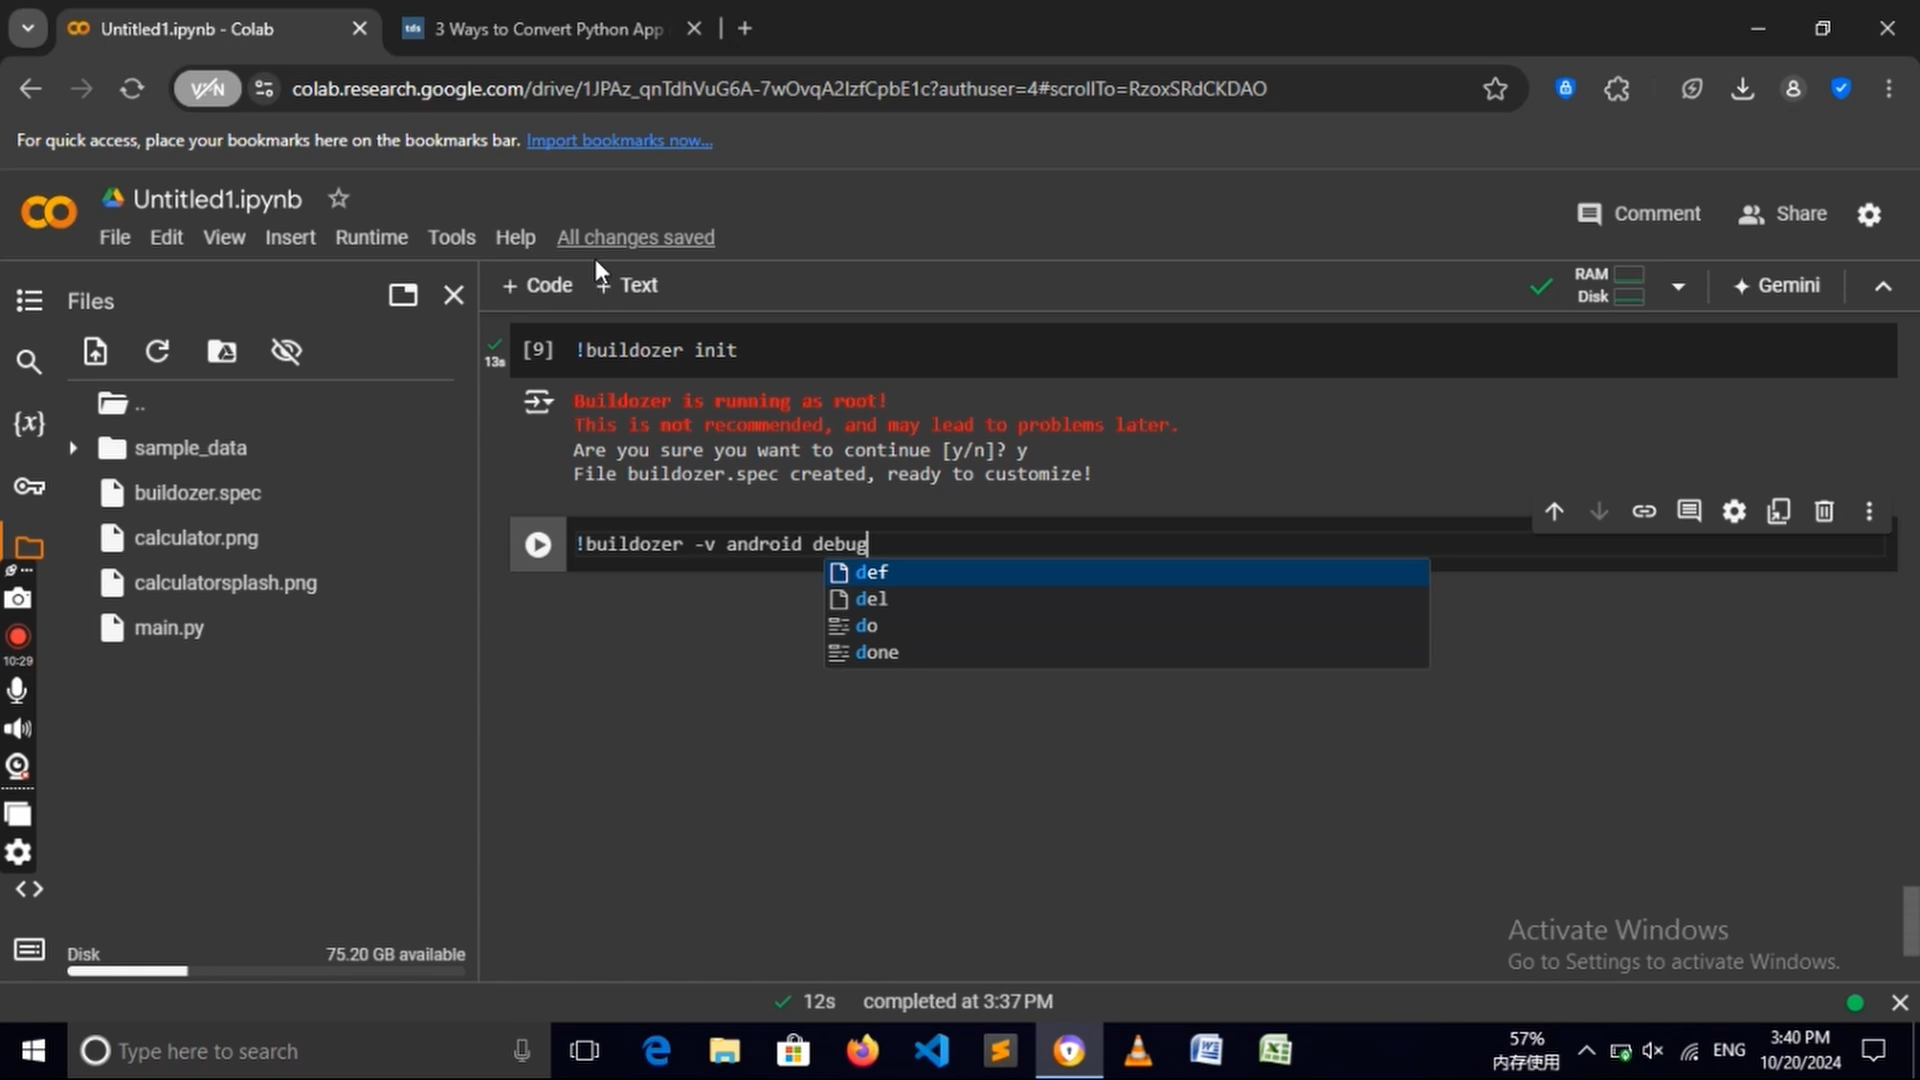 Untitled1.ipynb - Colab
tds 3 Ways to Convert Python App
V/N
colab.research.google.com/drive/1JPAz_qnTdhVuG6A-7wOvqA2IzfCpbE1c?authuser=4#scrollTo=RzoxSRdCKDAO
For quick access, place your bookmarks here on the bookmarks bar. Import bookmarks now...
Untitled1.ipynb
Comment Share
File Edit View Insert Runtime Tools Help All changes saved
Files
+ Code + Text
RAM
Disk
Gemini
13s
[9] !buildozer init
Buildozer is running as root!
This is not recommended, and may lead to problems later.
Are you sure you want to continue [y/n]? y
File buildozer.spec created, ready to customize!
..
sample_data
buildozer.spec
calculator.png
calculatorsplash.png
main.py
{x}
!buildozer -v android debug
def
del
do
done
10:29
Disk 75.20 GB available
Activate Windows
Go to Settings to activate Windows.
12s completed at 3:37 PM
Type here to search
57%
内存使用
ENG
3:40 PM
10/20/2024